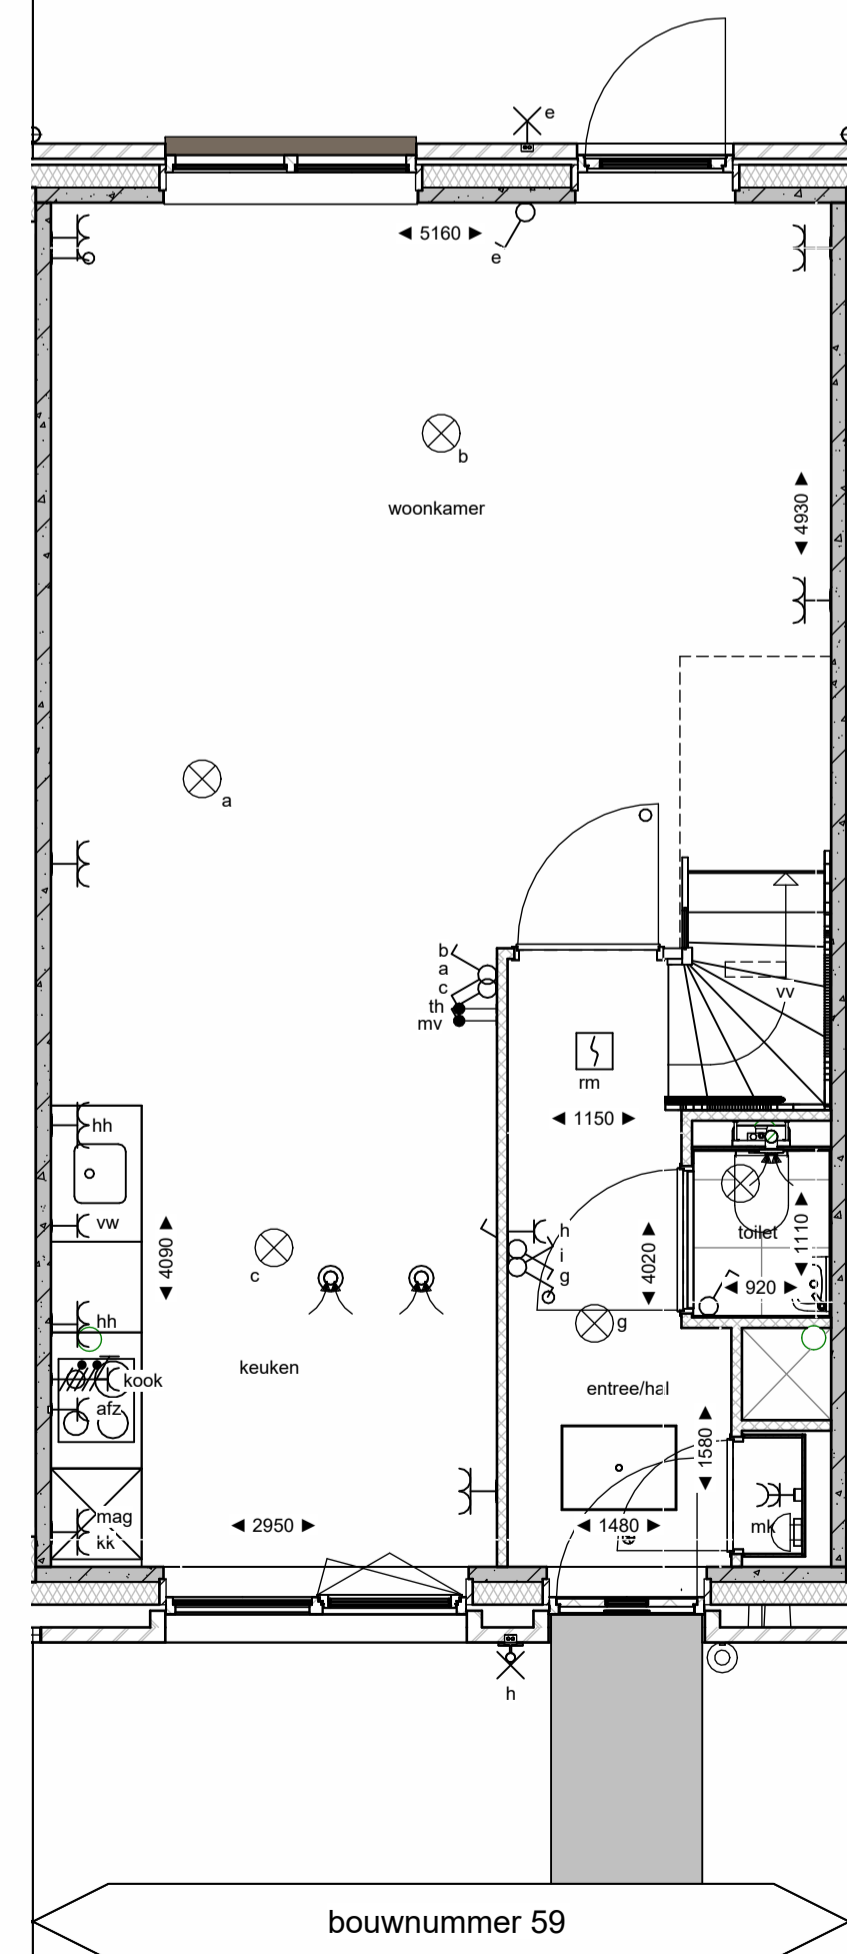 e
5160
e
b
woonkamer
4930
a
b
a
c
th
mv
vv
rm
1150
hh
vw
4090
c
h
i
g
4020
toilet
1110
920
hh
g
kook
keuken
entree/hal
afz
1580
mag
kk
2950
1480
mk
h
bouwnummer 59